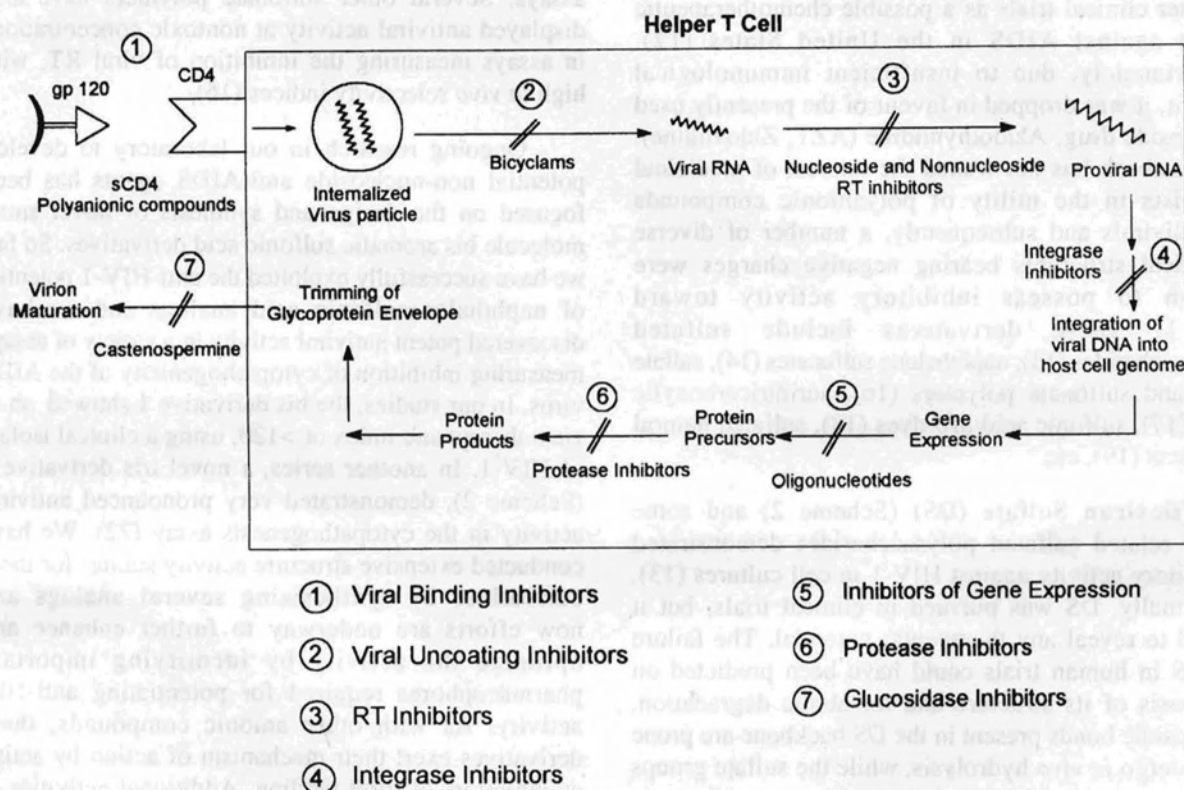 Helper T Cell
1
gp 120
CD4
sCD4
Polyanionic compounds
Internalized
Virus particle
2
Bicyclams
Viral RNA
3
Nucleoside and Nonnucleoside
RT inhibitors
Proviral DNA
Integrase
Inhibitors
4
Integration of
viral DNA into
host cell genome
Gene
Expression
5
Oligonucleotides
Protein
Precursors
6
Protease Inhibitors
Protein
Products
Trimming of
Glycoprotein Envelope
7
Castenospermine
Virion
Maturation
1 Viral Binding Inhibitors
2 Viral Uncoating Inhibitors
3 RT Inhibitors
4 Integrase Inhibitors
5 Inhibitors of Gene Expression
6 Protease Inhibitors
7 Glucosidase Inhibitors